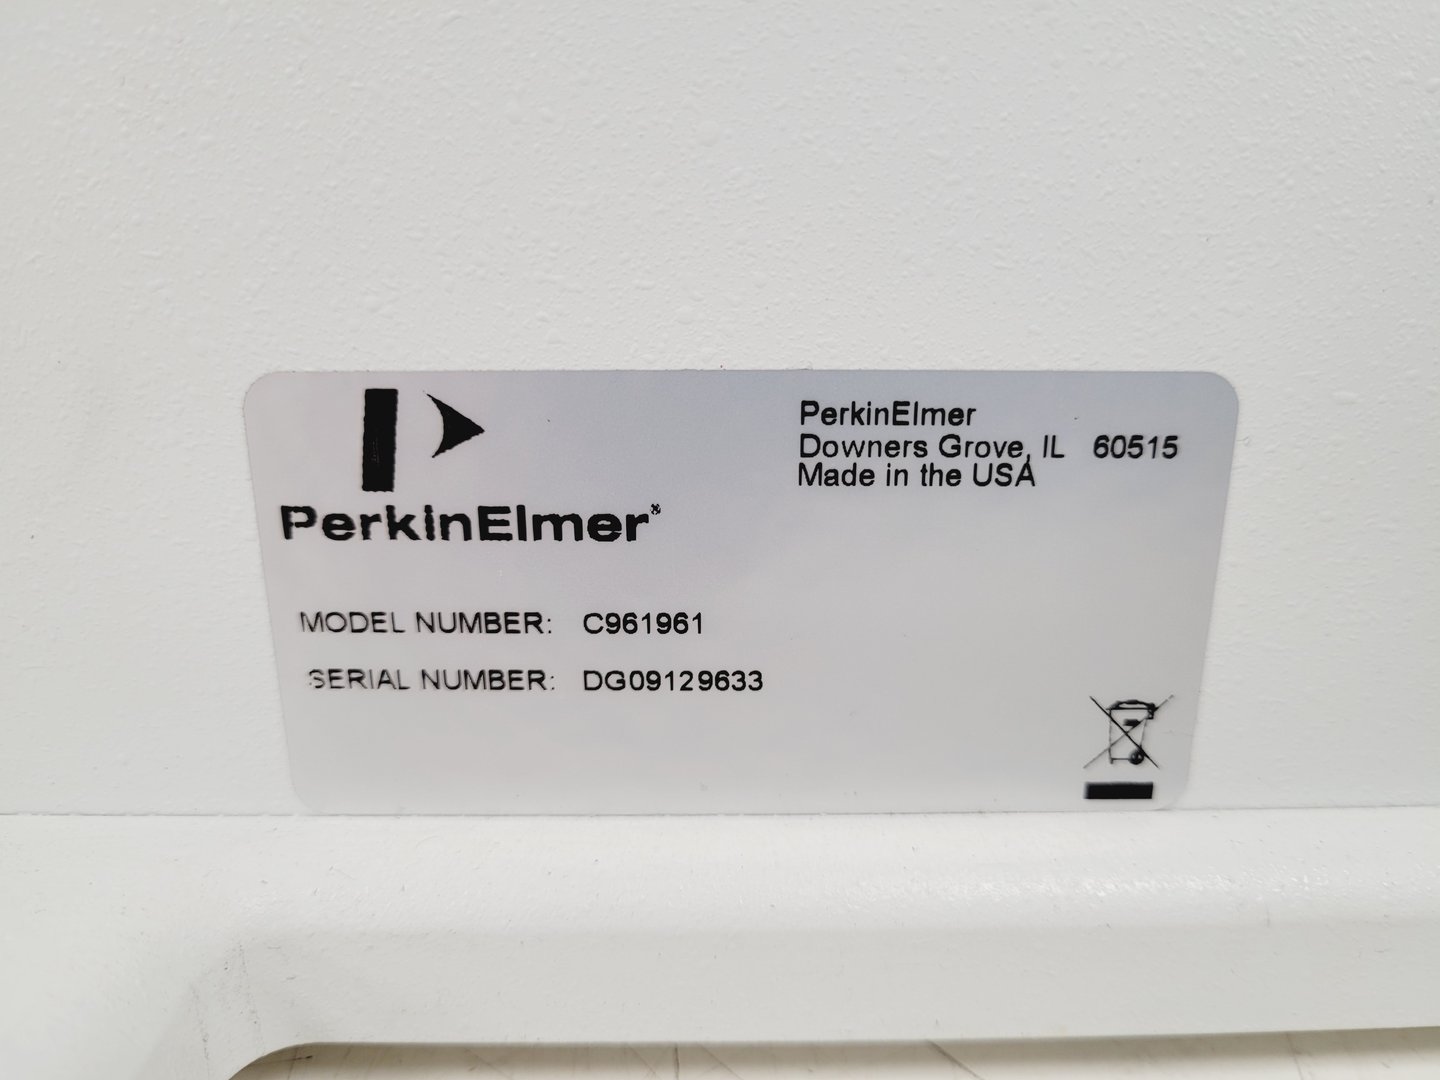 PerkinElmer®
PerkinElmer
Downers Grove, IL 60515
Made in the USA
MODEL NUMBER: C961961
SERIAL NUMBER: DG09129633